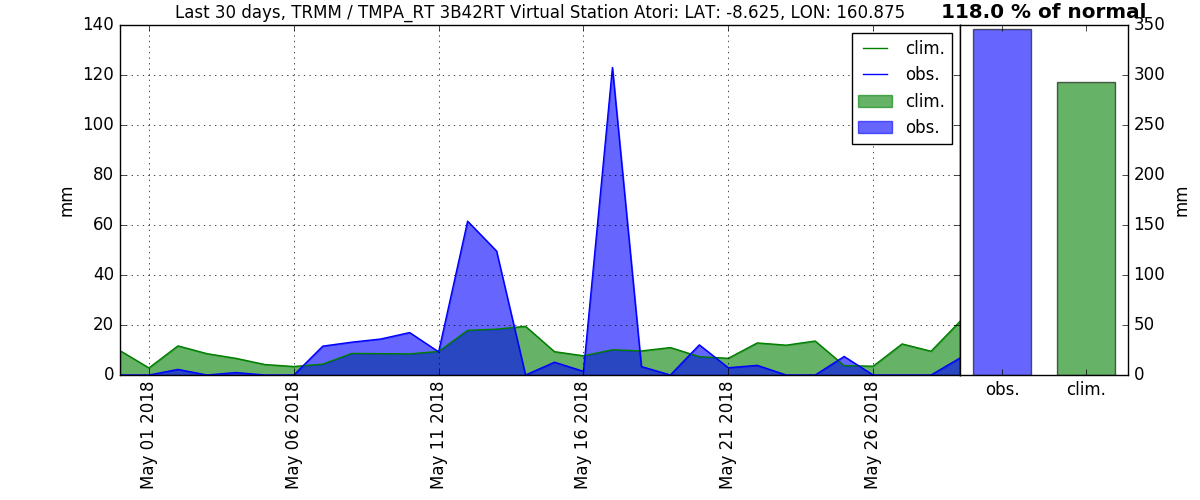 Last 30 days, TRMM / TMPA_RT 3B42RT Virtual Station Atori: LAT: -8.625, LON: 160.875
118.0 % of normal
140
120
100
80
60
40
20
0
mm
clim.
obs.
clim.
obs.
350
300
250
200
150
100
50
0
mm
May 01 2018
May 06 2018
May 11 2018
May 16 2018
May 21 2018
May 26 2018
obs.
clim.